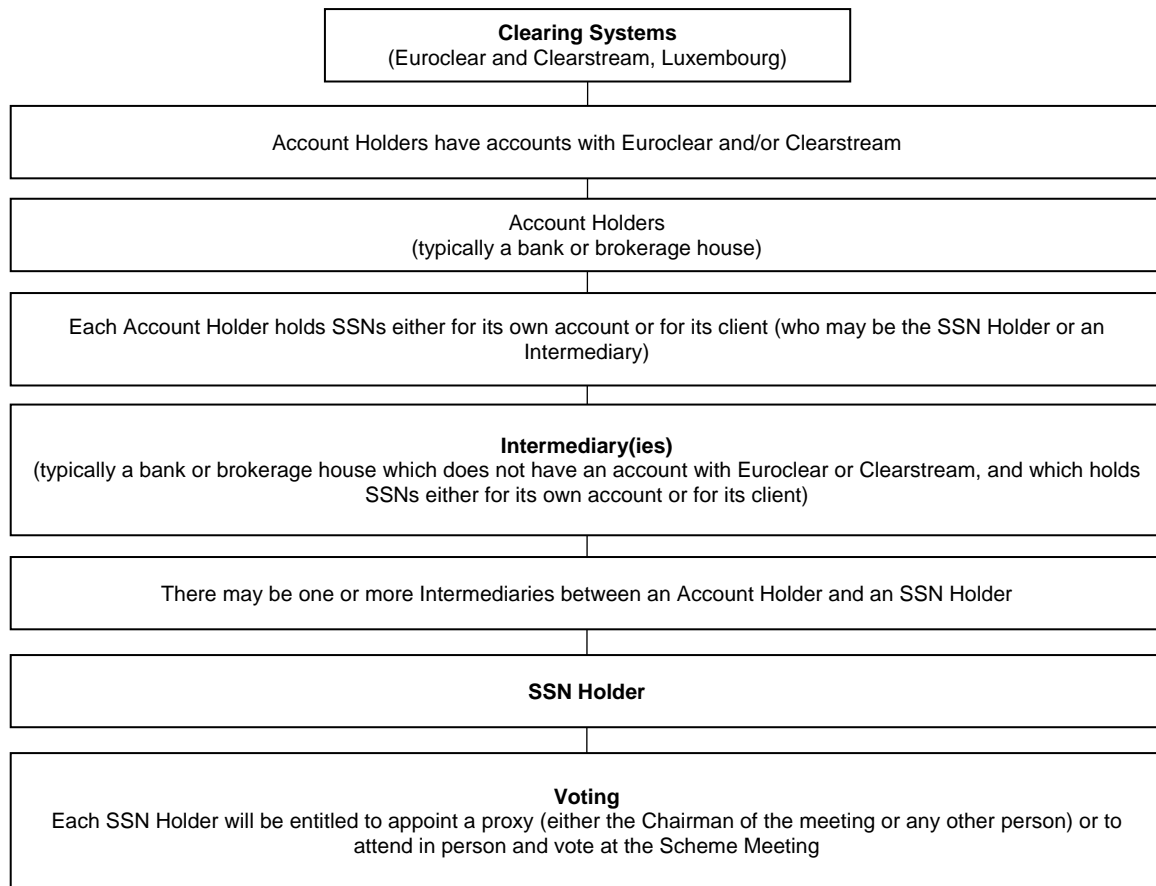 Clearing Systems
(Euroclear and Clearstream, Luxembourg)
Account Holders have accounts with Euroclear and/or Clearstream
Account Holders
(typically a bank or brokerage house)
Each Account Holder holds SSNs either for its own account or for its client (who may be the SSN Holder or an
Intermediary)
Intermediary(ies)
(typically a bank or brokerage house which does not have an account with Euroclear or Clearstream, and which holds
SSNs either for its own account or for its client)
There may be one or more Intermediaries between an Account Holder and an SSN Holder
SSN Holder
Voting
Each SSN Holder will be entitled to appoint a proxy (either the Chairman of the meeting or any other person) or to
attend in person and vote at the Scheme Meeting